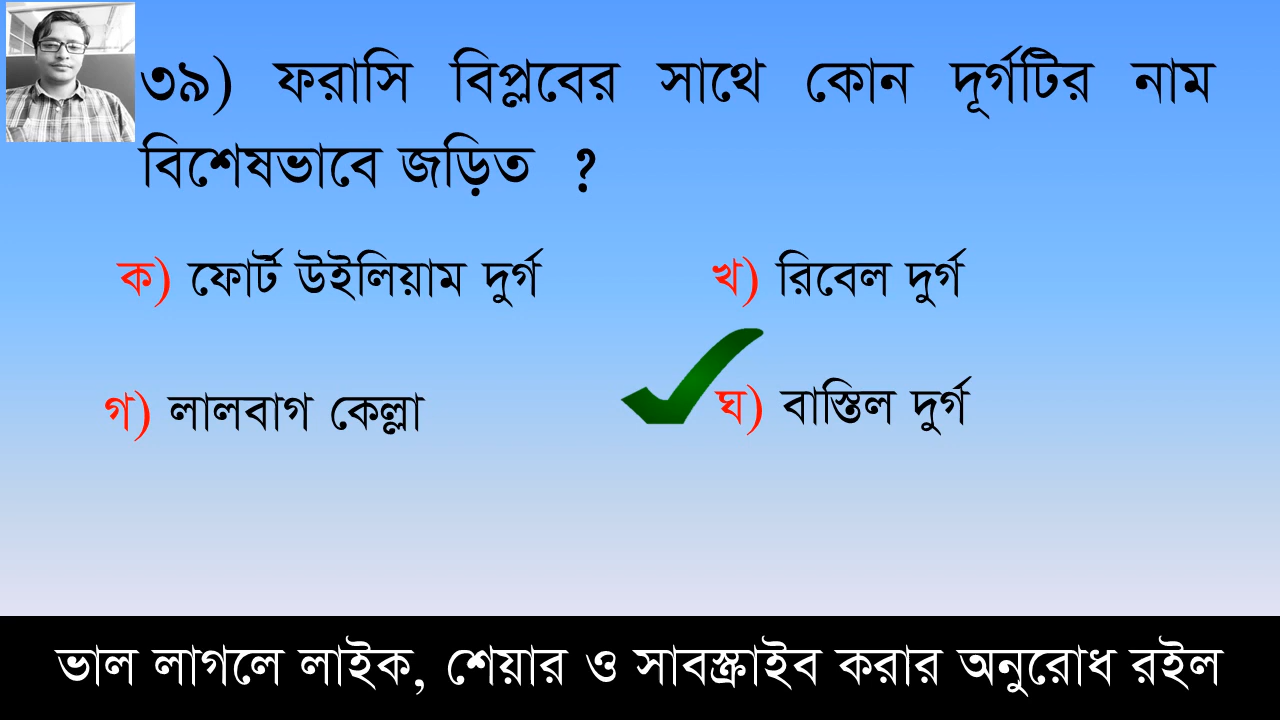 ৩৯) ফরাসি বিপ্লবের সাথে কোন দূর্গটির নাম
বিশেষভাবে জড়িত ?
ক) ফোর্ট উইলিয়াম দুর্গ
খ) রিবেল দুর্গ
গ) লালবাগ কেল্লা
ঘ) বাস্তিল দুর্গ
ভাল লাগলে লাইক, শেয়ার ও সাবস্ক্রাইব করার অনুরোধ রইল